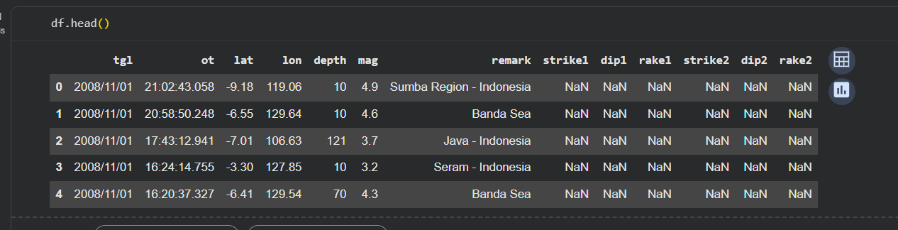 df.head()
tgl ot lat lon depth mag remark strike1 dip1 rake1 strike2 dip2 rake2
0 2008/11/01 21:02:43.058 -9.18 119.06 10 4.9 Sumba Region - Indonesia NaN NaN NaN NaN NaN NaN
1 2008/11/01 20:58:50.248 -6.55 129.64 10 4.6 Banda Sea NaN NaN NaN NaN NaN NaN
2 2008/11/01 17:43:12.941 -7.01 106.63 121 3.7 Java - Indonesia NaN NaN NaN NaN NaN NaN
3 2008/11/01 16:24:14.755 -3.30 127.85 10 3.2 Seram - Indonesia NaN NaN NaN NaN NaN NaN
4 2008/11/01 16:20:37.327 -6.41 129.54 70 4.3 Banda Sea NaN NaN NaN NaN NaN NaN